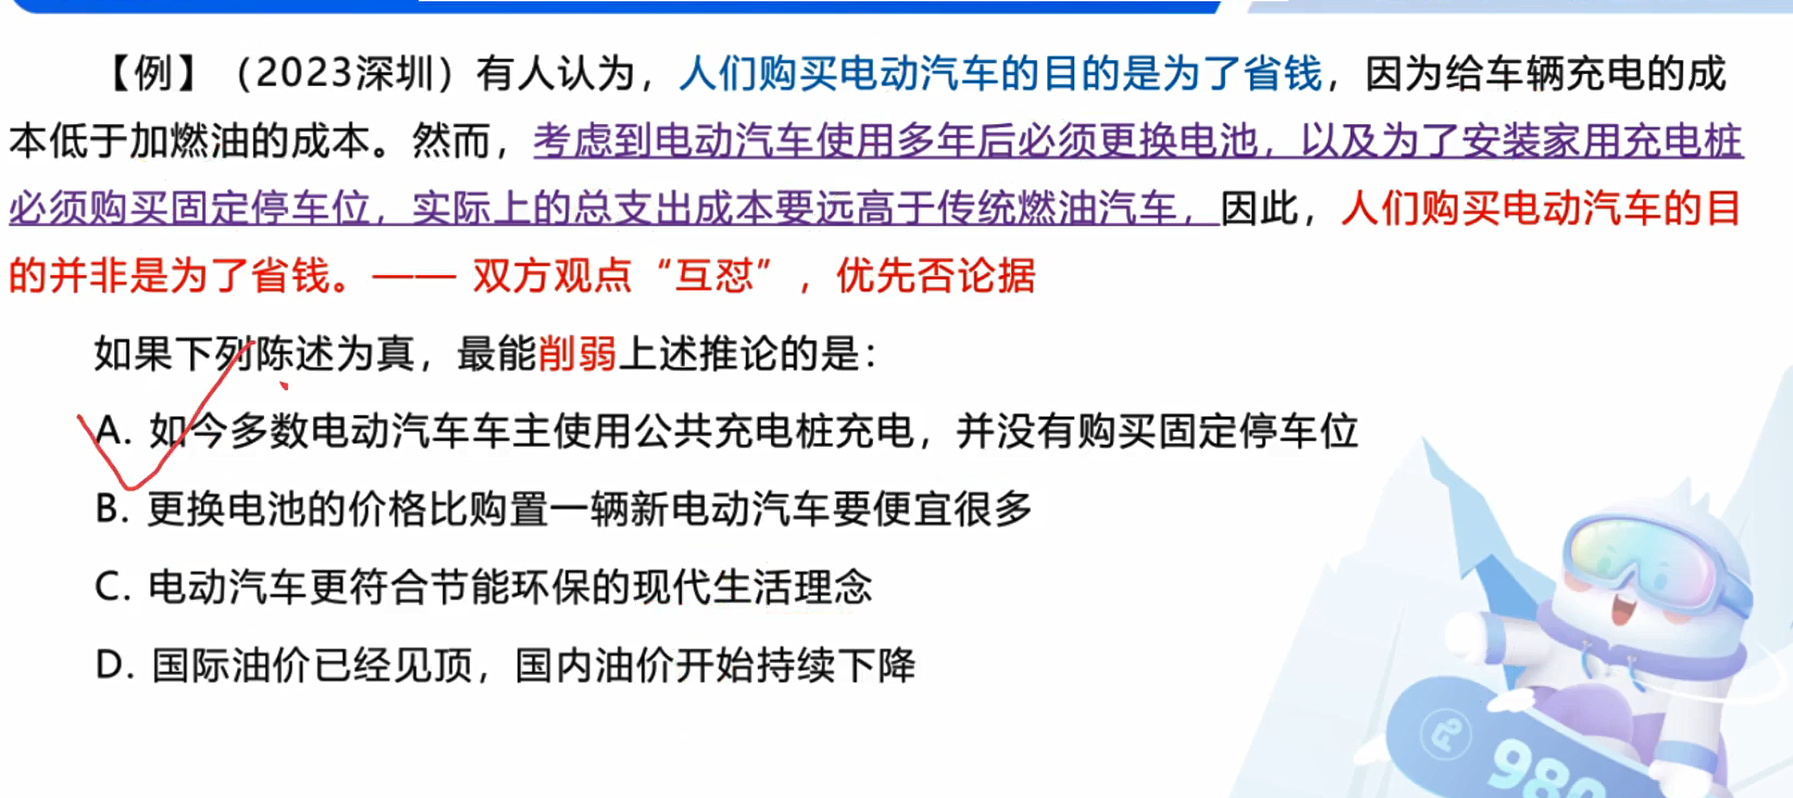 【例】（2023深圳）有人认为，人们购买电动汽车的目的是为了省钱，因为给车辆充电的成
本低于加燃油的成本。然而，考虑到电动汽车使用多年后必须更换电池，以及为了安装家用充电桩
必须购买固定停车位，实际上的总支出成本要远高于传统燃油汽车，因此，人们购买电动汽车的目
的并非是为了省钱。—— 双方观点“互怼”，优先否论据
如果下列陈述为真，最能削弱上述推论的是：
A. 如今多数电动汽车车主使用公共充电桩充电，并没有购买固定停车位
B. 更换电池的价格比购置一辆新电动汽车要便宜很多
C. 电动汽车更符合节能环保的现代生活理念
D. 国际油价已经见顶，国内油价开始持续下降
980